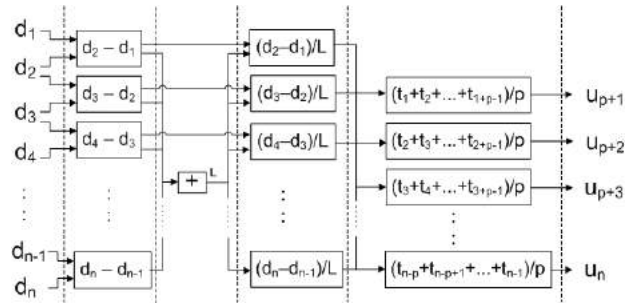 d₁
d₂
d₃
d₄
dₙ₋₁
dₙ
d₂ – d₁
d₃ – d₂
d₄ – d₃
dₙ – dₙ₋₁
+
L
(d₂–d₁)/L
(d₃–d₂)/L
(d₄–d₃)/L
(dₙ–dₙ₋₁)/L
(t₁+t₂+...+t₁₊ₚ₋₁)/p
(t₂+t₃+...+t₂₊ₚ₋₁)/p
(t₃+t₄+...+t₃₊ₚ₋₁)/p
(tₙ₋ₚ+tₙ₋ₚ₊₁+...+tₙ₋₁)/p
uₚ₊₁
uₚ₊₂
uₚ₊₃
uₙ